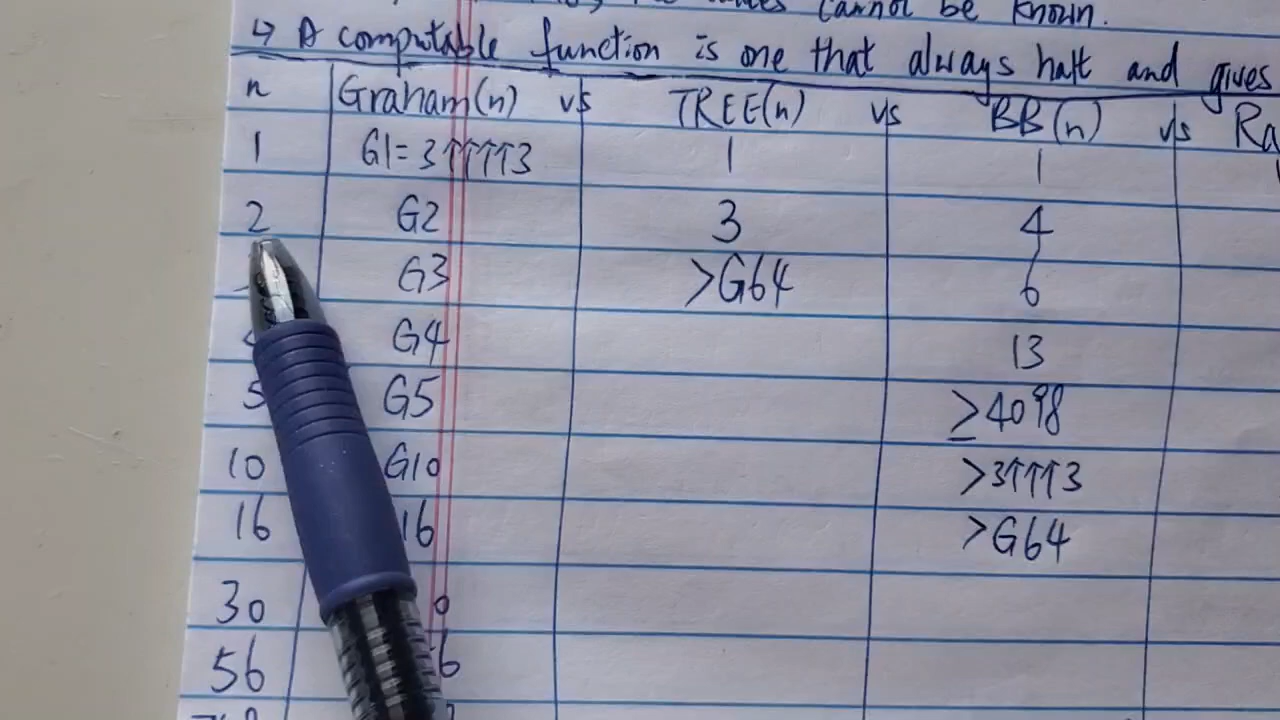 cannot be known.
↳ A computable function is one that always halt and gives
n Graham(n) vs TREE(n) vs BB(n) vs Ra
1 G1=3↑↑↑↑3 1 1
2 G2 3 4
G3 >G64 6
G4 13
5 G5 ≥4098
10 G10 >3↑↑↑3
16 16 >G64
30 0
56 6